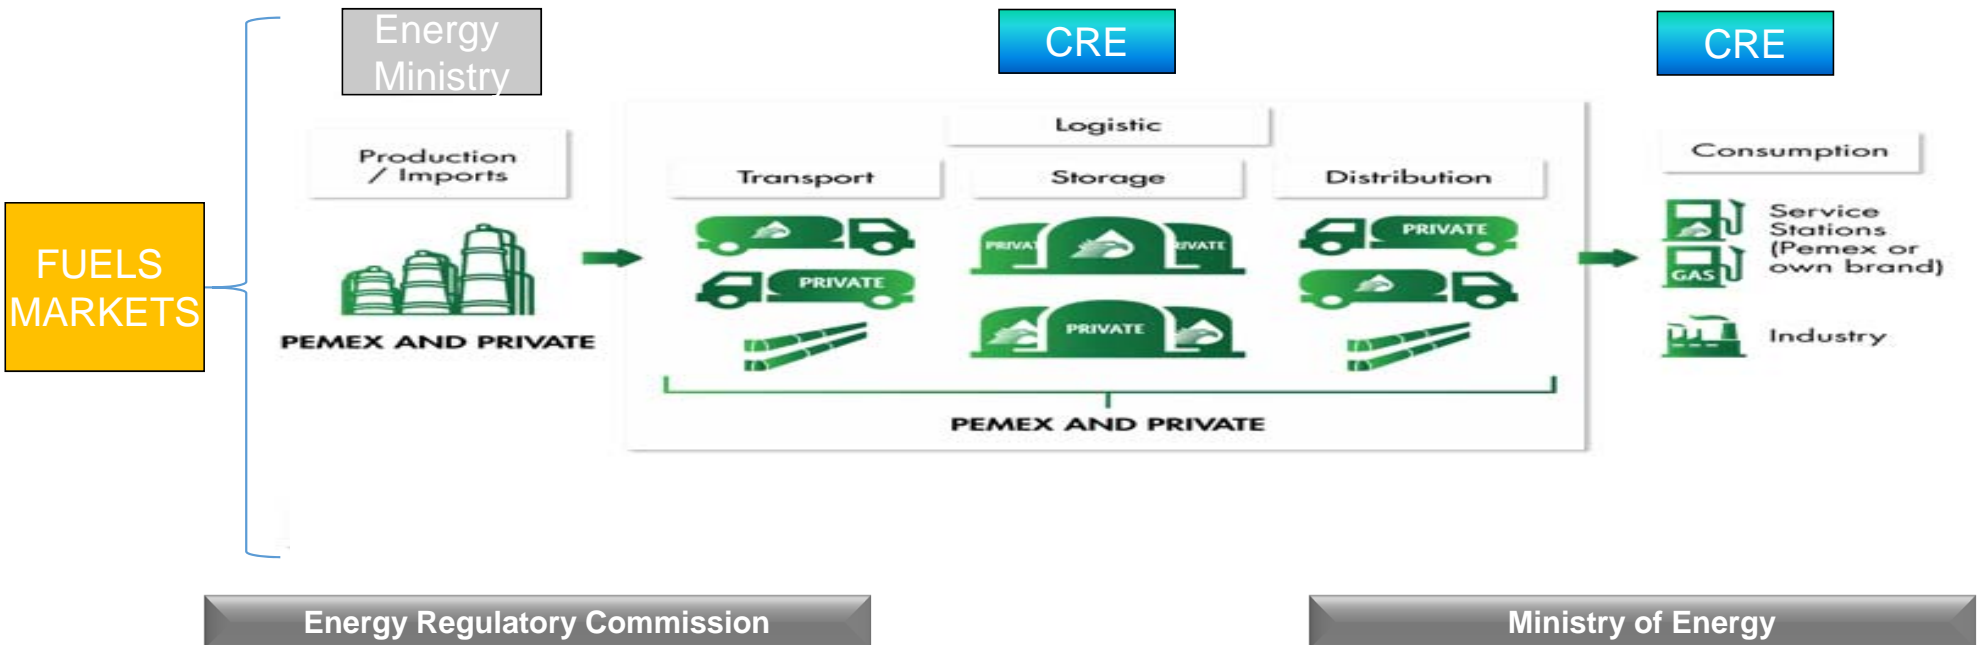 Energy
Ministry
CRE
CRE
FUELS
MARKETS
Production
/ Imports
PEMEX AND PRIVATE
Logistic
Transport
Storage
Distribution
PRIVATE
PRIVATE
PRIVATE
PEMEX AND PRIVATE
Consumption
Service
Stations
(Pemex or
own brand)
GAS
Industry
Energy Regulatory Commission
Ministry of Energy